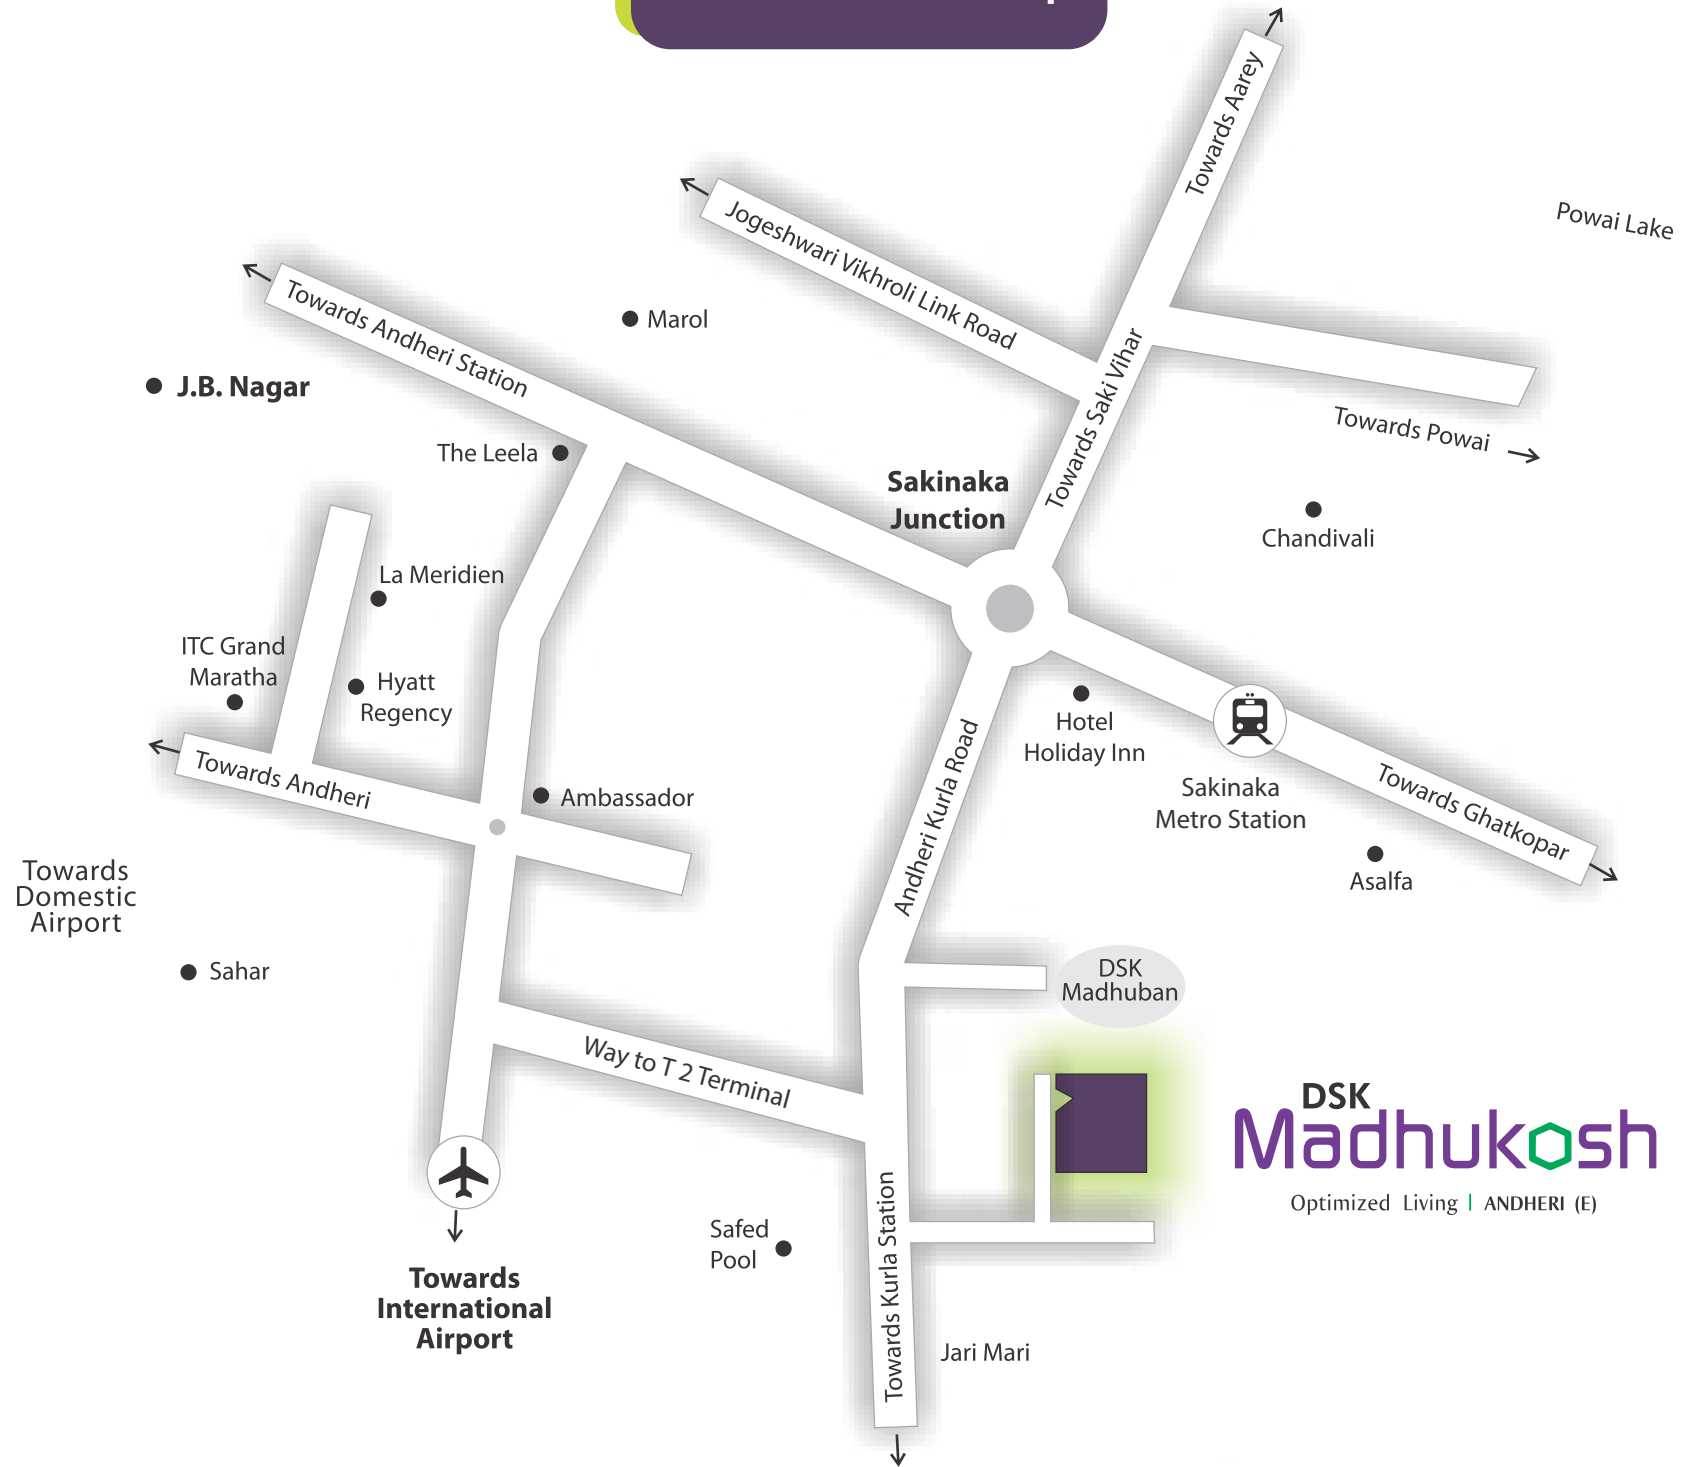 Towards Aarey
Powai Lake
Jogeshwari Vikhroli Link Road
Towards Andheri Station
Marol
J.B. Nagar
Towards Saki Vihar
Towards Powai
The Leela
Sakinaka
Junction
Chandivali
La Meridien
ITC Grand
Maratha
Hyatt
Regency
Hotel
Holiday Inn
Towards Andheri
Ambassador
Sakinaka
Metro Station
Towards Ghatkopar
Andheri Kurla Road
Asalfa
Towards
Domestic
Airport
Sahar
DSK
Madhuban
Way to T 2 Terminal
DSK
Madhukosh
Optimized Living | ANDHERI (E)
Safed
Pool
Towards Kurla Station
Towards
International
Airport
Jari Mari